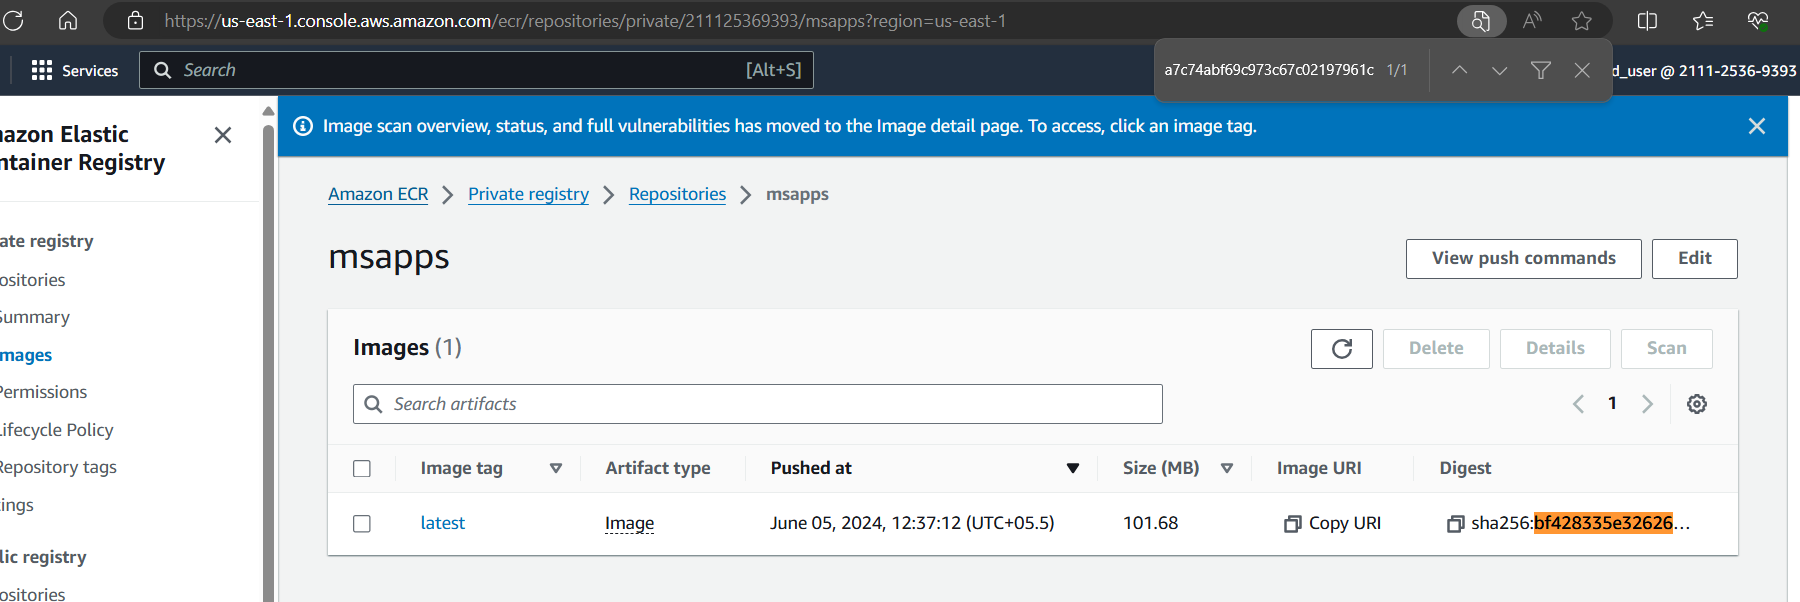 https://us-east-1.console.aws.amazon.com/ecr/repositories/private/211125369393/msapps?region=us-east-1
Services
Search [Alt+S]
a7c74abf69c973c67c02197961c 1/1
d_user @ 2111-2536-9393
azon Elastic
ntainer Registry
Image scan overview, status, and full vulnerabilities has moved to the Image detail page. To access, click an image tag.
Amazon ECR > Private registry > Repositories > msapps
ate registry
ositories
Summary
mages
Permissions
Lifecycle Policy
Repository tags
ings
lic registry
ositories
msapps
View push commands
Edit
Images (1)
Delete
Details
Scan
Search artifacts
1
Image tag Artifact type Pushed at Size (MB) Image URI Digest
latest Image June 05, 2024, 12:37:12 (UTC+05.5) 101.68 Copy URI sha256:bf428335e32626...